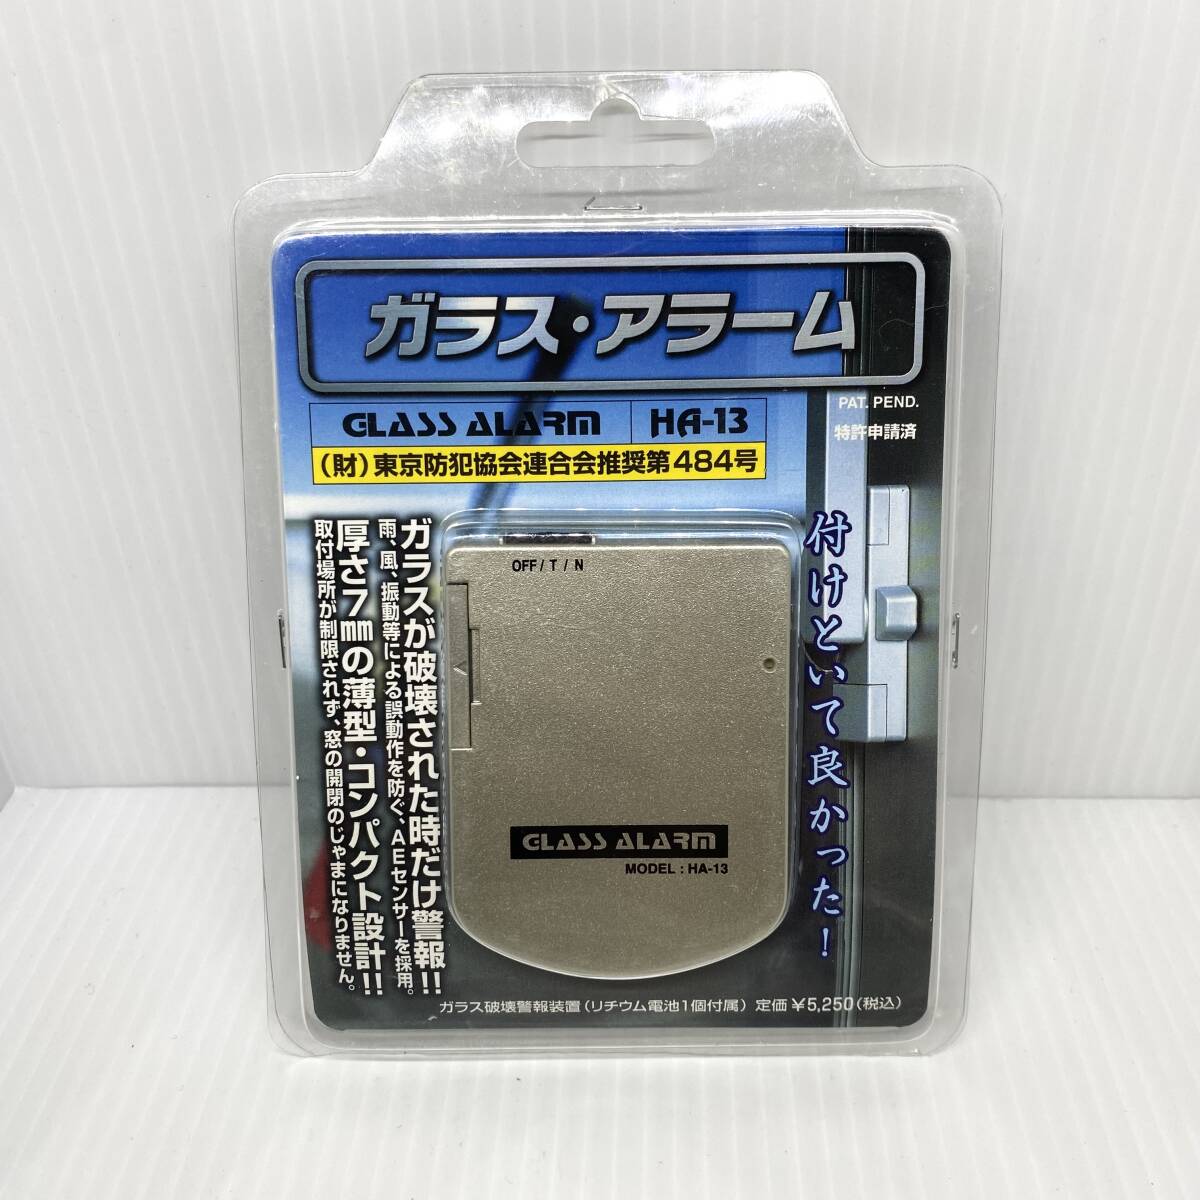 ガラス・アラーム
GLASS ALARM HA-13
PAT. PEND.
特許申請済
(財)東京防犯協会連合会推奨第484号
付けといて良かった!
ガラスが破壊された時だけ警報!!
雨、風、振動等による誤動作を防ぐ、AEセンサーを採用。
厚さ7㎜の薄型・コンパクト設計!!
取付場所が制限されず、窓の開閉のじゃまになりません。
OFF / T / N
GLASS ALARM
MODEL : HA-13
ガラス破壊警報装置(リチウム電池1個付属) 定価 ¥5,250(税込)